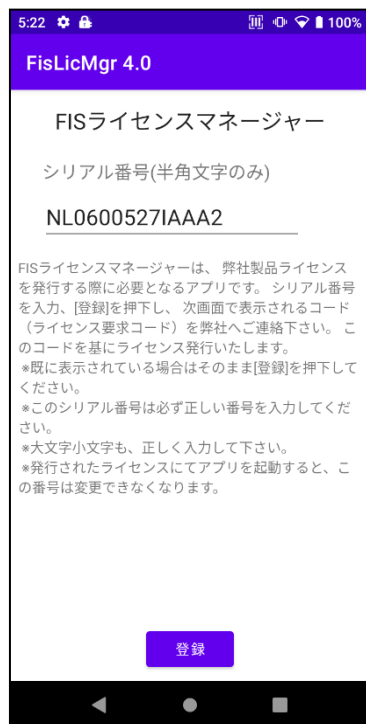 5:22 100%
FisLicMgr 4.0
FISライセンスマネージャー
シリアル番号(半角文字のみ)
NL0600527IAAA2
FISライセンスマネージャーは、 弊社製品ライセンス
を発行する際に必要となるアプリです。 シリアル番号
を入力、[登録]を押下し、 次画面で表示されるコード
（ライセンス要求コード）を弊社へご連絡下さい。 こ
のコードを基にライセンス発行いたします。
※既に表示されている場合はそのまま[登録]を押下して
ください。
※このシリアル番号は必ず正しい番号を入力してくだ
さい。
※大文字小文字も、正しく入力して下さい。
※発行されたライセンスにてアプリを起動すると、こ
の番号は変更できなくなります。
登録